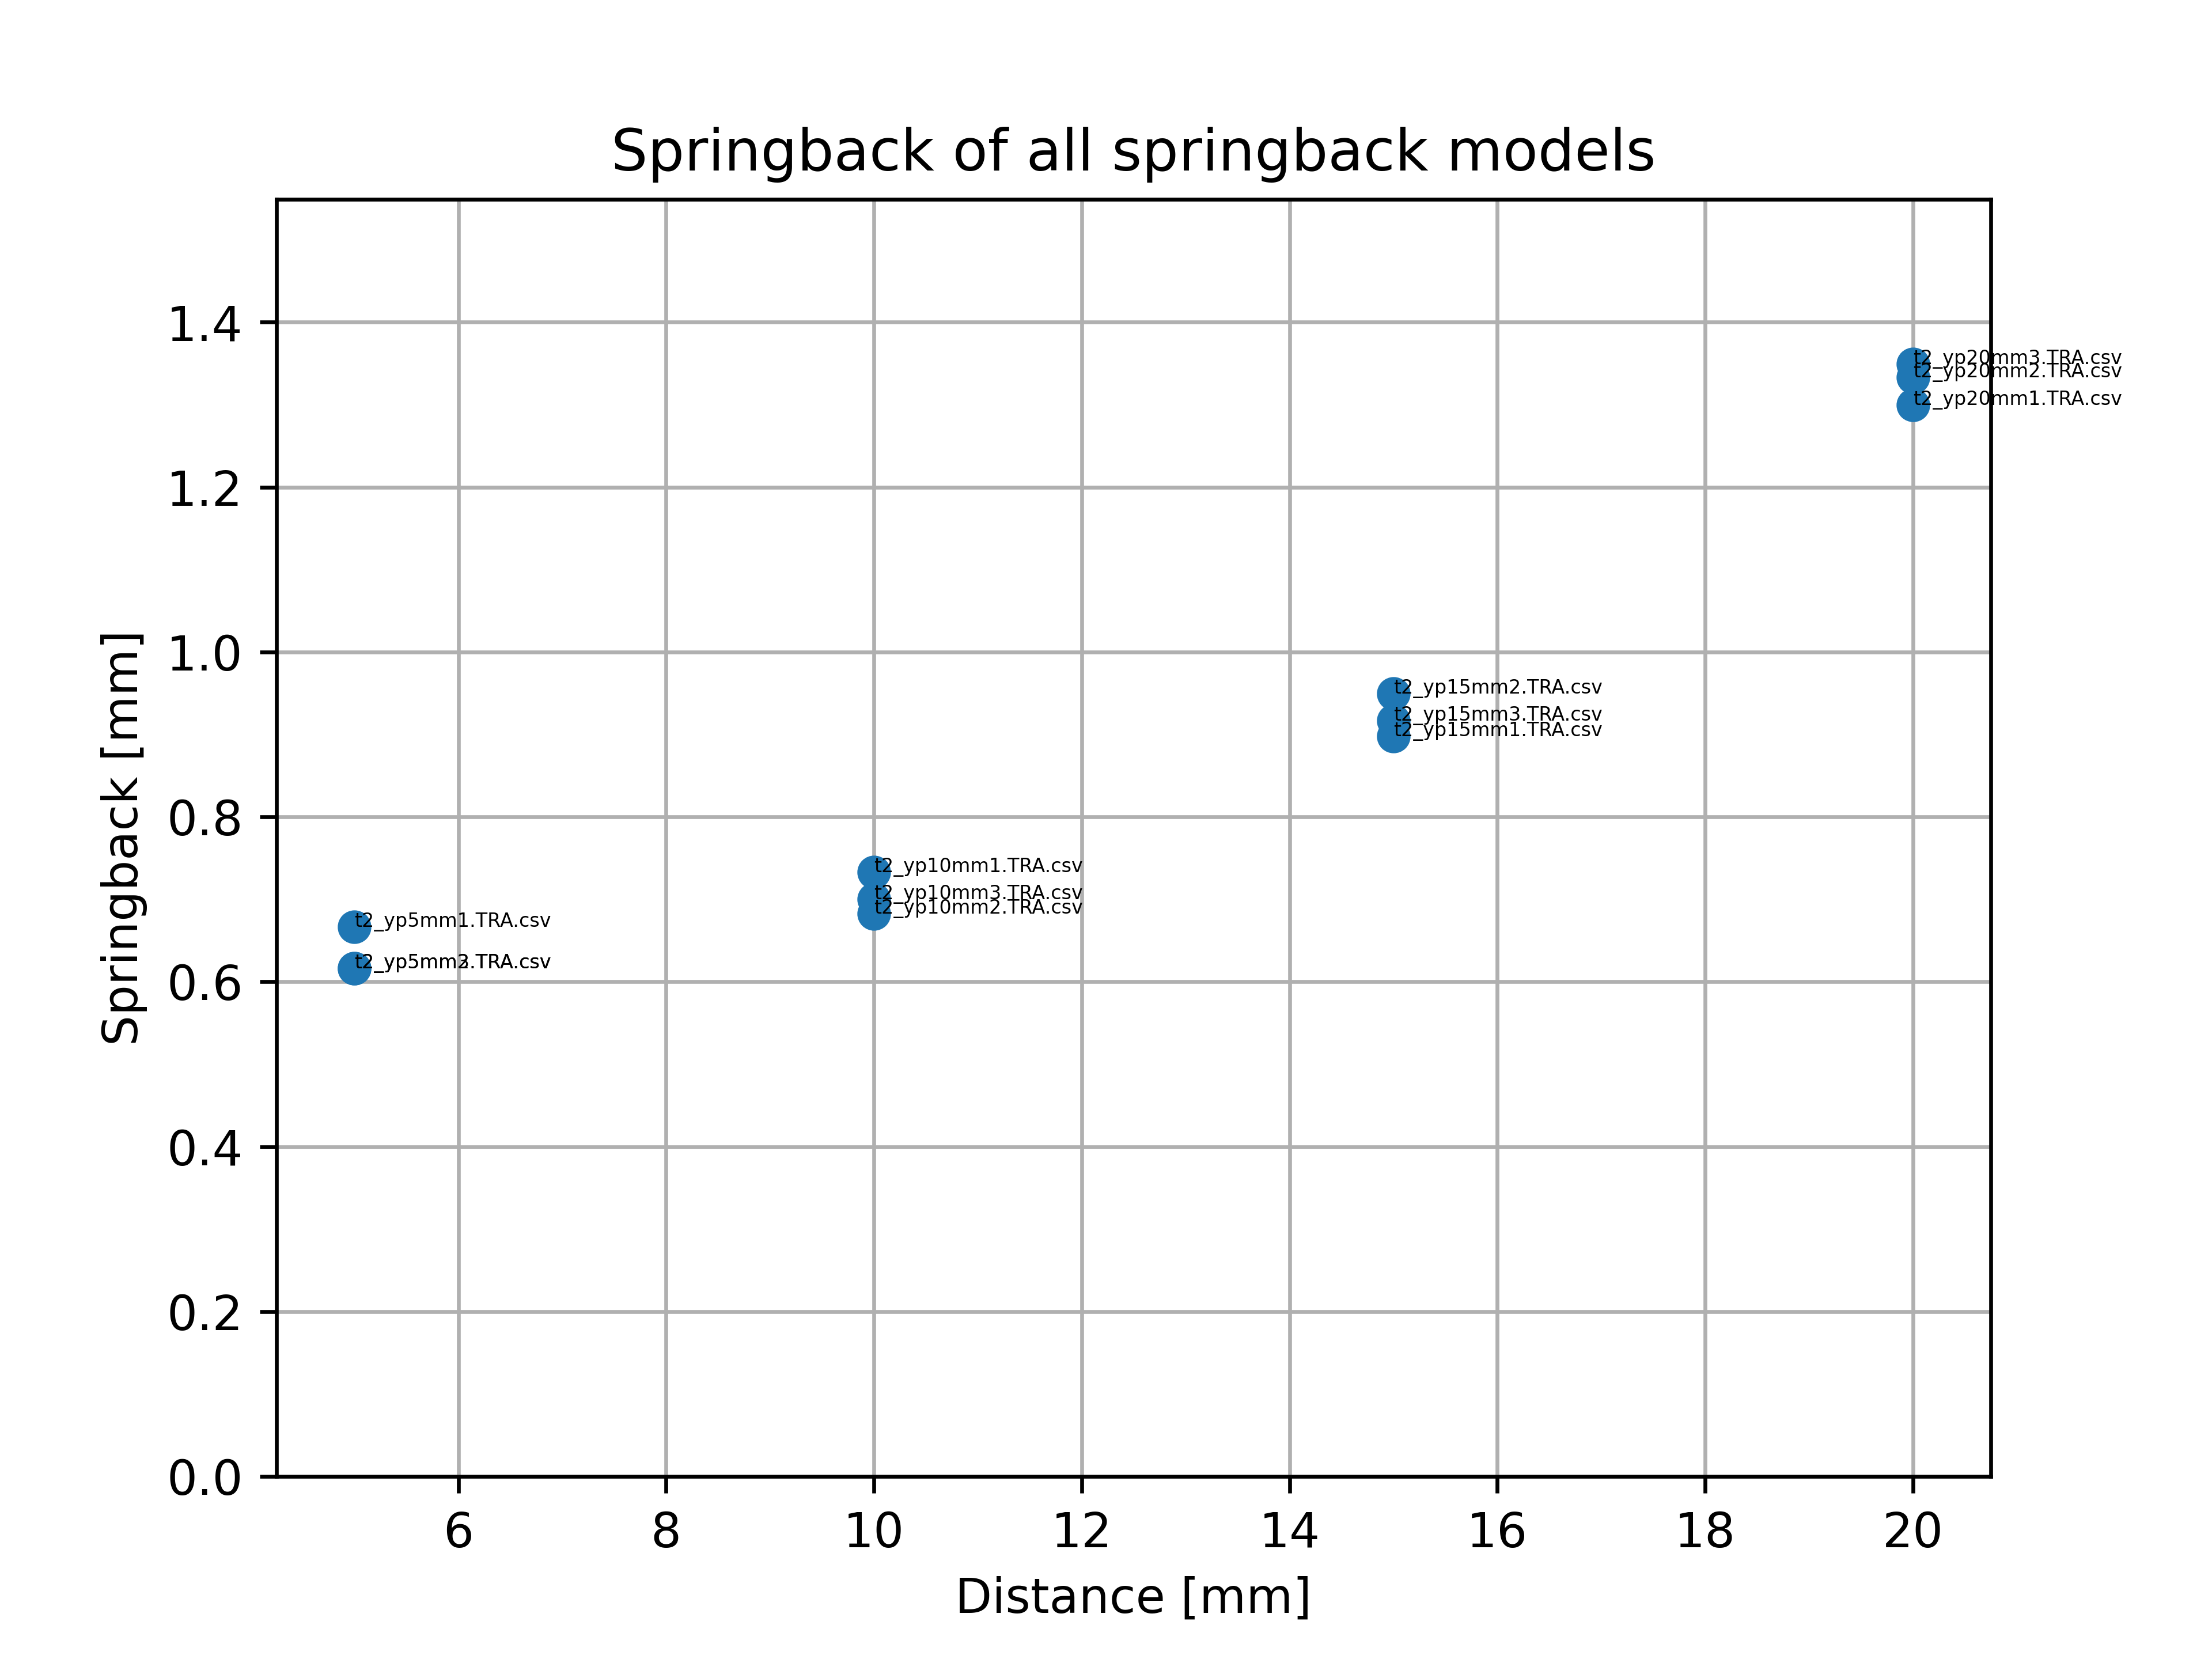 Springback of all springback models
Springback [mm]
1.4
1.2
1.0
0.8
0.6
0.4
0.2
0.0
t2_yp20mm3.TRA.csv
t2_yp20mm2.TRA.csv
t2_yp20mm1.TRA.csv
t2_yp15mm2.TRA.csv
t2_yp15mm3.TRA.csv
t2_yp15mm1.TRA.csv
t2_yp10mm1.TRA.csv
t2_yp10mm3.TRA.csv
t2_yp10mm2.TRA.csv
t2_yp5mm1.TRA.csv
6 8 10 12 14 16 18 20
Distance [mm]